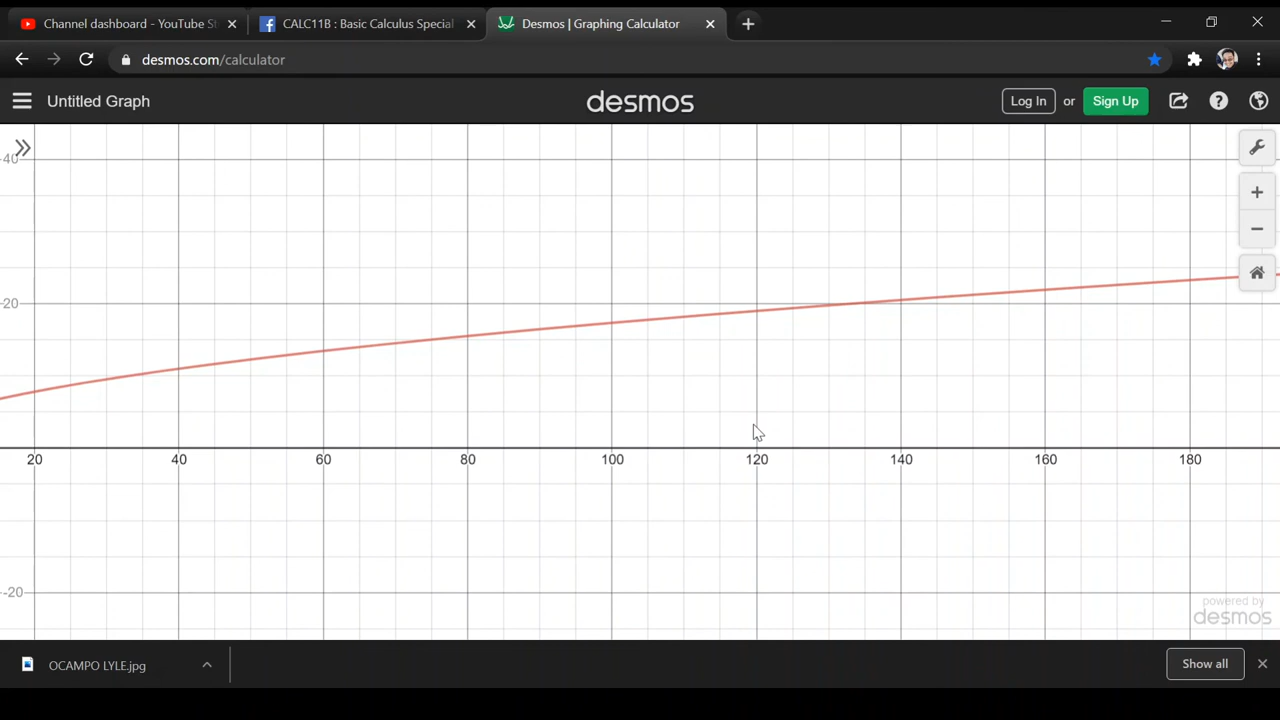 Channel dashboard - YouTube St
CALC11B : Basic Calculus Special
Desmos | Graphing Calculator
desmos.com/calculator
Untitled Graph
desmos
Log In or Sign Up
40
20
20 40 60 80 100 120 140 160 180
-20
powered by
desmos
OCAMPO LYLE.jpg
Show all